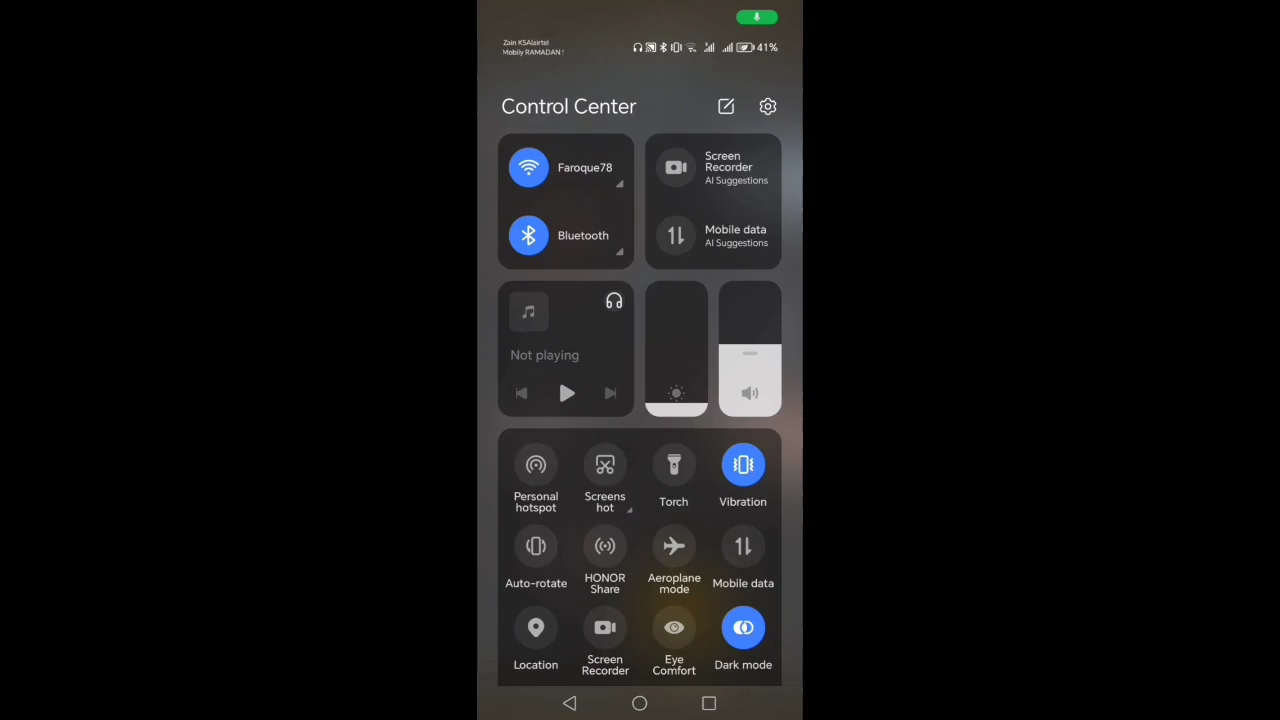 Zain KSA|airtel
Mobily RAMADAN
41%
Control Center
Faroque78
Bluetooth
Screen
Recorder
AI Suggestions
Mobile data
AI Suggestions
Not playing
Personal
hotspot
Screens
hot
Torch
Vibration
Auto-rotate
HONOR
Share
Aeroplane
mode
Mobile data
Location
Screen
Recorder
Eye
Comfort
Dark mode